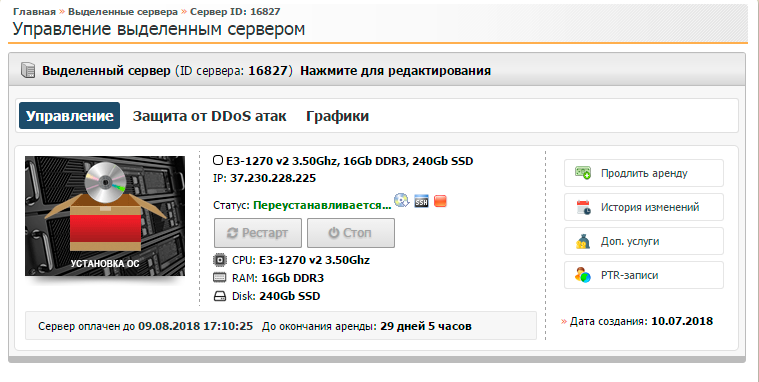 Главная » Выделенные сервера » Сервер ID: 16827
Управление выделенным сервером
Выделенный сервер (ID сервера: 16827) Нажмите для редактирования
Управление Защита от DDoS атак Графики
УСТАНОВКА ОС
E3-1270 v2 3.50Ghz, 16Gb DDR3, 240Gb SSD
IP: 37.230.228.225
Статус: Переустанавливается... SSH
Рестарт Стоп
CPU: E3-1270 v2 3.50Ghz
RAM: 16Gb DDR3
Disk: 240Gb SSD
Сервер оплачен до 09.08.2018 17:10:25 До окончания аренды: 29 дней 5 часов
Продлить аренду
История изменений
Доп. услуги
PTR-записи
» Дата создания: 10.07.2018